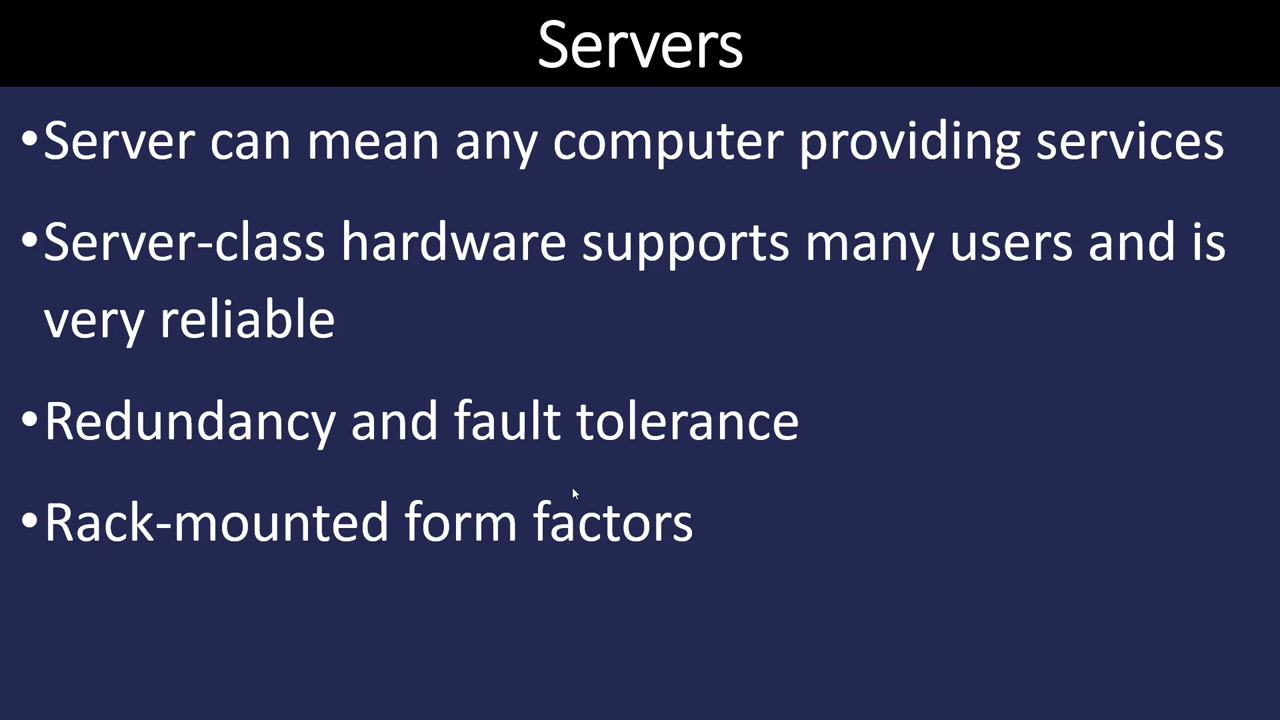 Servers
•Server can mean any computer providing services
•Server-class hardware supports many users and is
very reliable
•Redundancy and fault tolerance
•Rack-mounted form factors